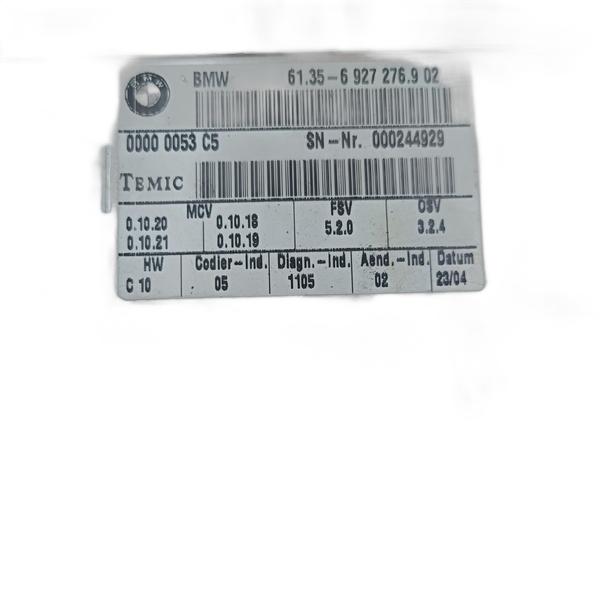 BMW 61.35-6 927 276.9 02
0000 0053 C5 SN-Nr. 000244929
TEMIC
MCV FSV OSV
0.10.20 0.10.18 5.2.0 3.2.4
0.10.21 0.10.19
HW Codier-Ind. Diagn.-Ind. Aend.-Ind. Datum
C 10 05 1105 02 23/04